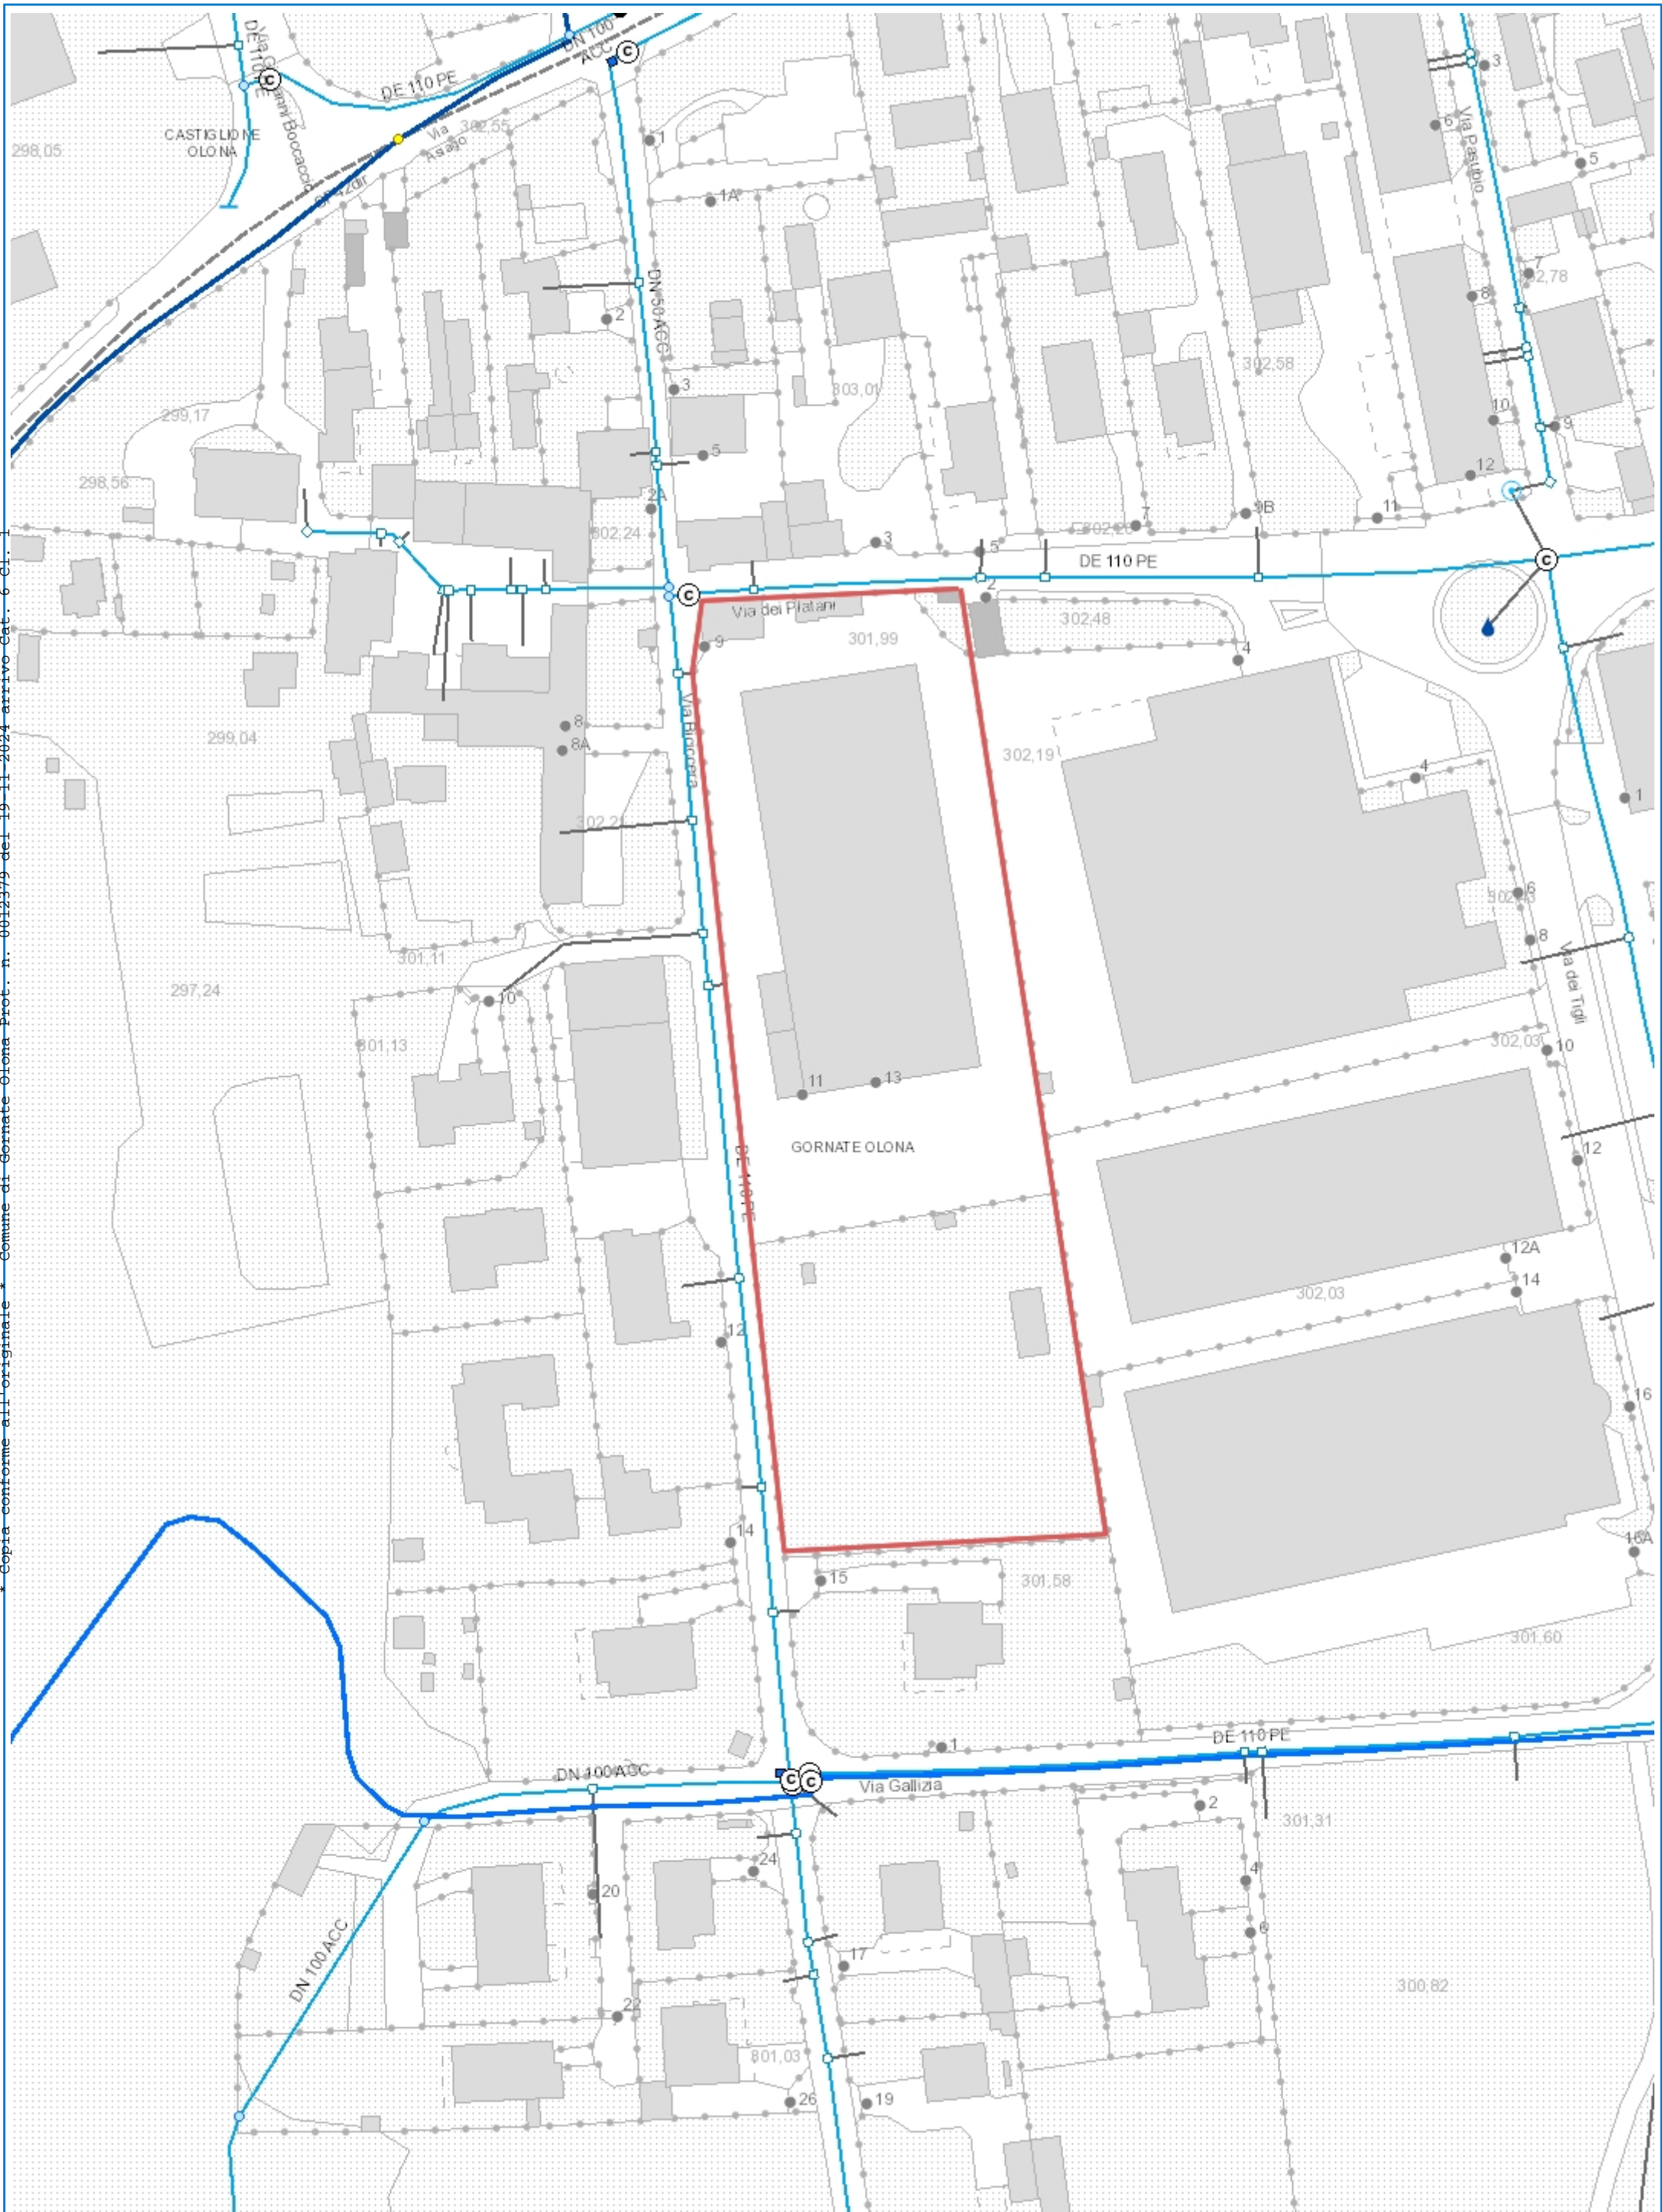 * Copia conforme all'originale * Comune di Gornate Olona Prot. n. 0012379 del 19-11-2024 arrivo Cat. 6 Cl. 1
DE 110 PE
DN 100
ACC
C
C
DE 110 PE
CASTIGLIONE
OLONA
298,05
Via
Asiago
302,55
1
1A
3
6
Via Pasubio
5
7
8
DN 50 ACC
2
302,58
303,01
3
299,17
10
9
5
12
298,56
2A
11
9B
7
302,24
3
5
DE 110 PE
C
C
2
Via dei Platani
302,48
301,99
9
4
8
8A
Via Biciccera
299,04
302,19
4
1
302,21
6
8
301,11
Via dei Tigli
297,24
10
301,13
302,03
10
11
13
GORNATE OLONA
12
DE 110 PE
12A
14
302,03
12
16
14
16A
15
301,58
301,60
1
DE 110 PE
DN 100 ACC
C
C
Via Gallizia
2
301,31
24
4
20
DN 100 ACC
6
17
300,82
22
301,03
26
19